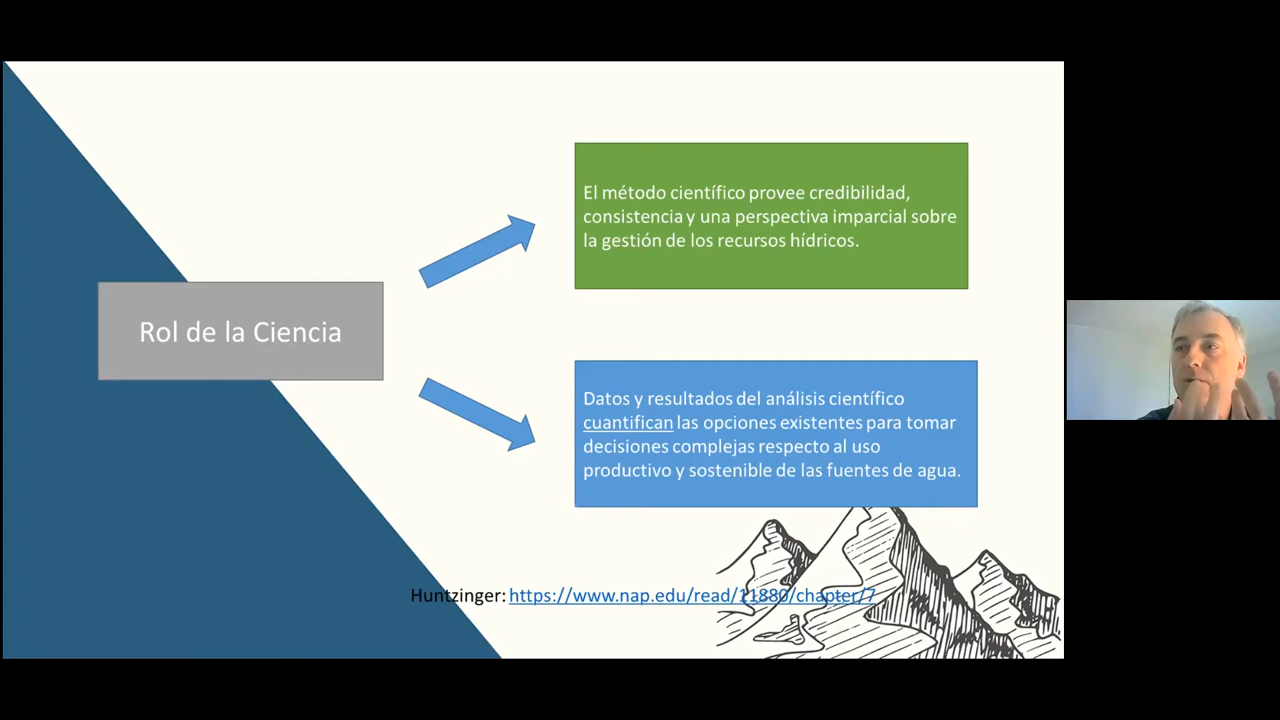 Rol de la Ciencia
El método científico provee credibilidad,
consistencia y una perspectiva imparcial sobre
la gestión de los recursos hídricos.
Datos y resultados del análisis científico
cuantifican las opciones existentes para tomar
decisiones complejas respecto al uso
productivo y sostenible de las fuentes de agua.
Huntzinger: https://www.nap.edu/read/11880/chapter/7